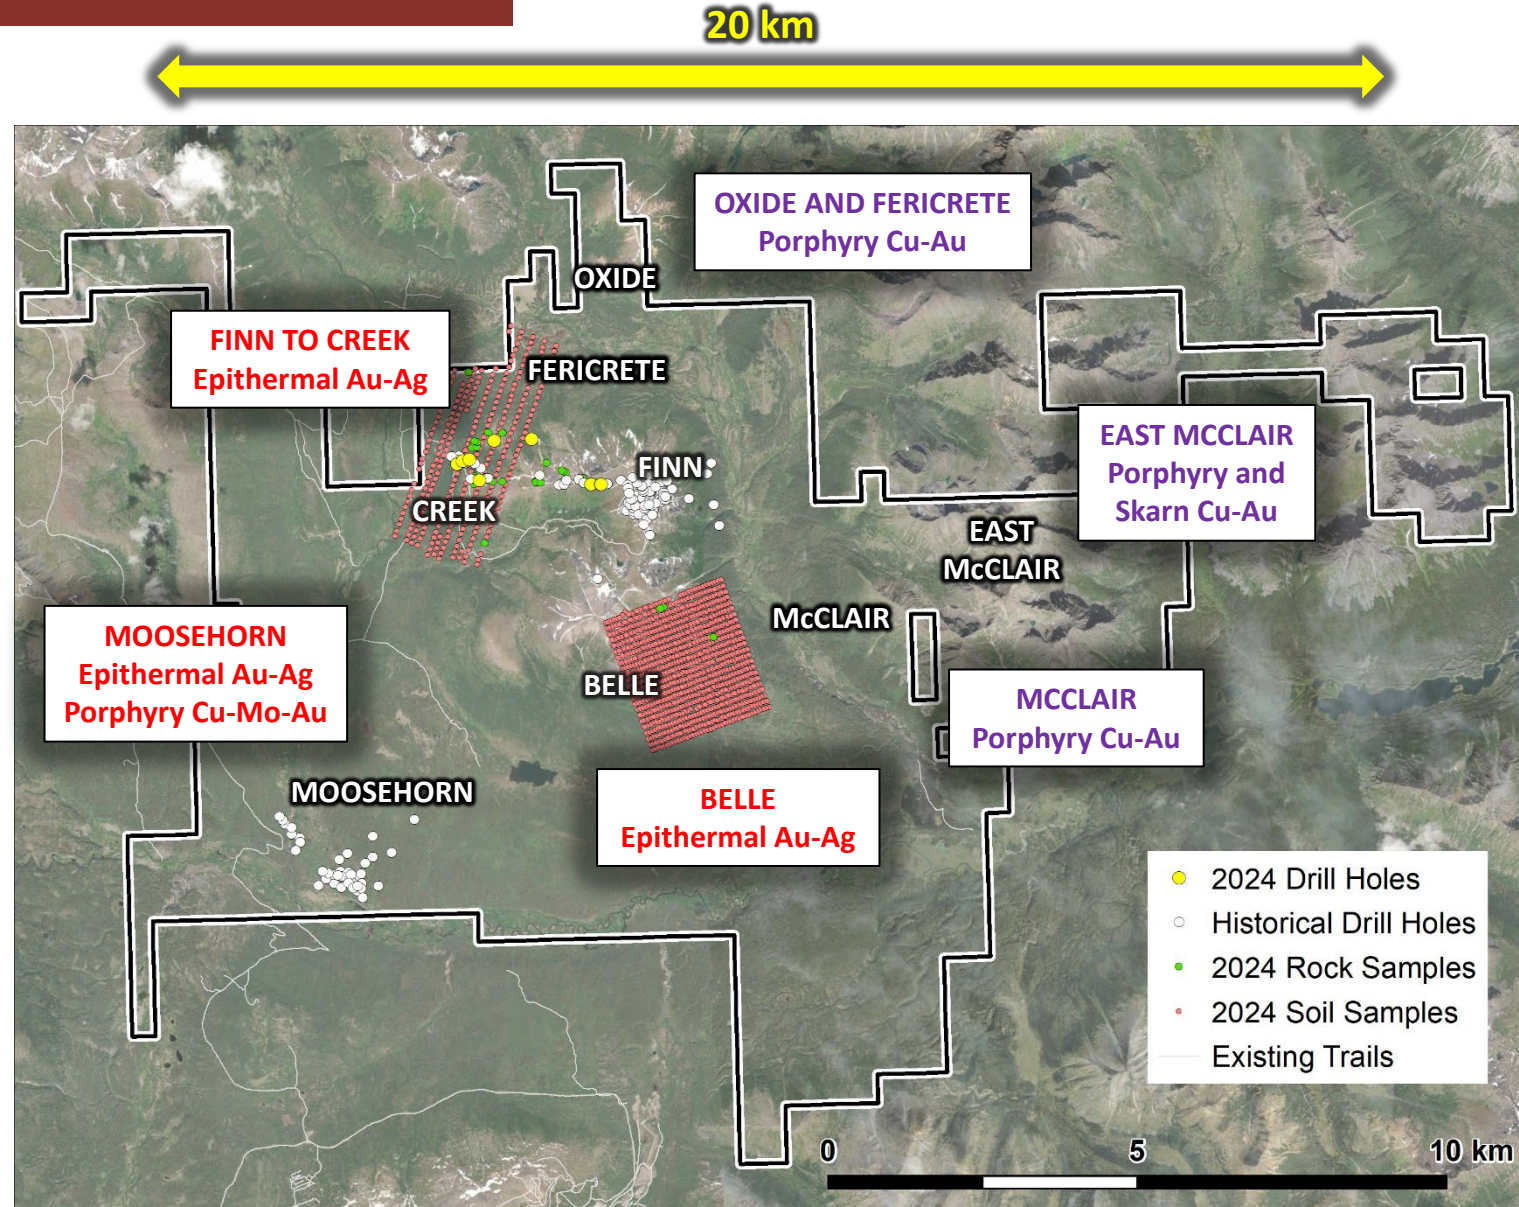 20 km
OXIDE AND FERICRETE
Porphyry Cu-Au
OXIDE
FINN TO CREEK
Epithermal Au-Ag
FERICRETE
EAST MCCLAIR
Porphyry and
Skarn Cu-Au
FINN
CREEK
EAST
McCLAIR
McCLAIR
MOOSEHORN
Epithermal Au-Ag
Porphyry Cu-Mo-Au
BELLE
MCCLAIR
Porphyry Cu-Au
MOOSEHORN
BELLE
Epithermal Au-Ag
2024 Drill Holes
Historical Drill Holes
2024 Rock Samples
2024 Soil Samples
Existing Trails
0 5 10 km